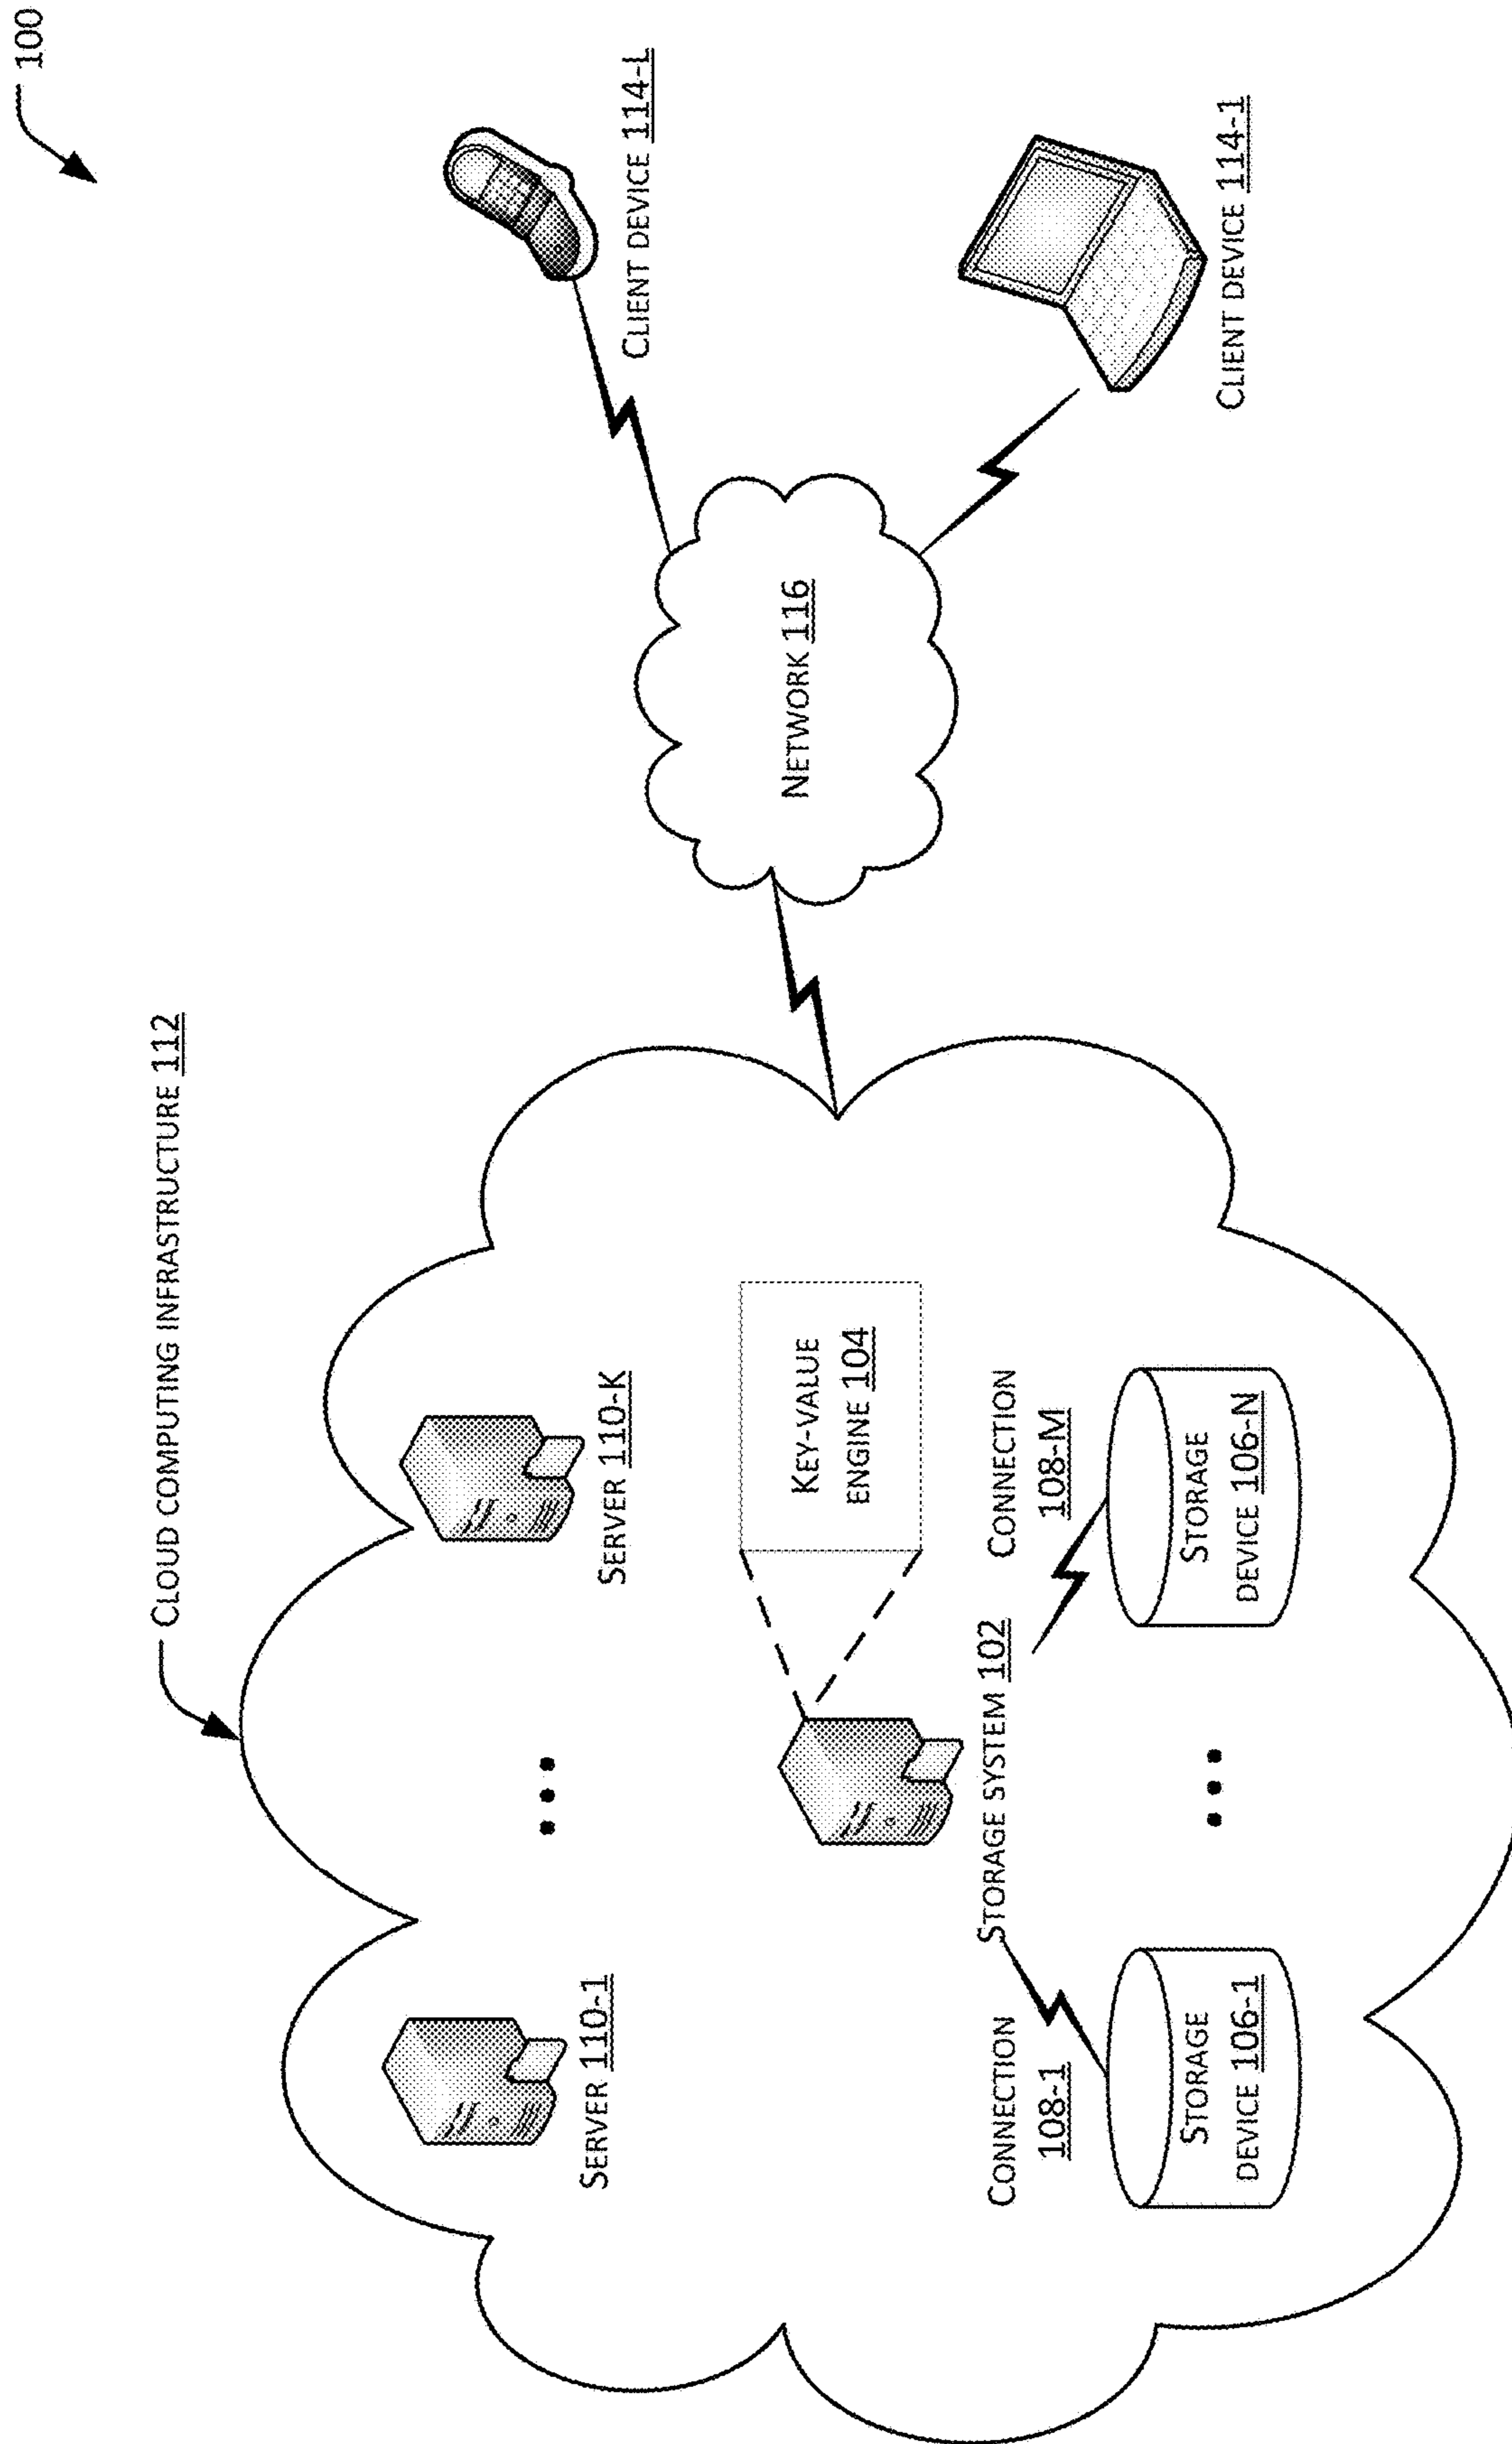 100
CLOUD COMPUTING INFRASTRUCTURE 112
SERVER 110-1
SERVER 110-K
KEY-VALUE
ENGINE 104
STORAGE SYSTEM 102
CONNECTION
108-1
CONNECTION
108-M
STORAGE
DEVICE 106-1
STORAGE
DEVICE 106-N
NETWORK 116
CLIENT DEVICE 114-L
CLIENT DEVICE 114-1